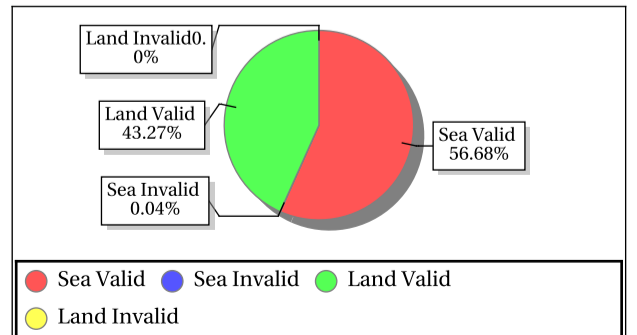 Land Invalid0.
0%
Land Valid
43.27%
Sea Valid
56.68%
Sea Invalid
0.04%
Sea Valid Sea Invalid Land Valid
Land Invalid